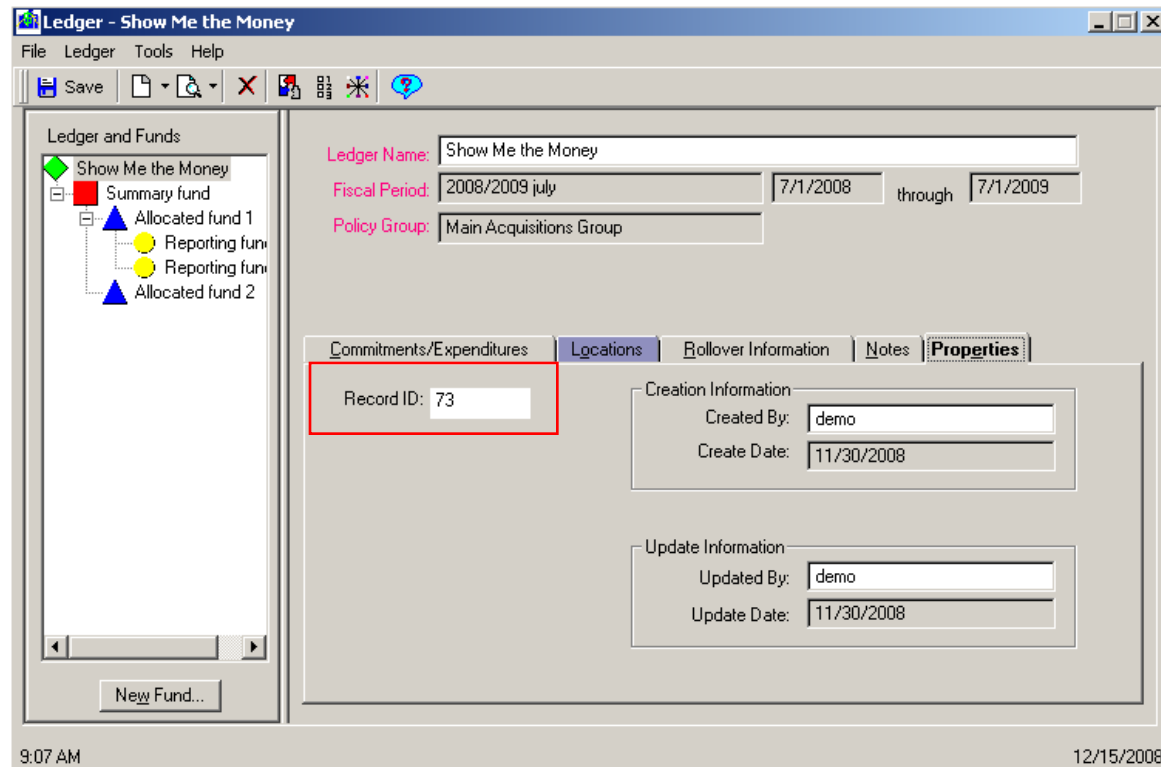 Ledger - Show Me the Money
File Ledger Tools Help
Save
Ledger and Funds
Show Me the Money
Summary fund
Allocated fund 1
Reporting
Reporting
Allocated fund 2
New Fund...
Ledger Name: Show Me the Money
Fiscal Period: 2008/2009 july 7/1/2008 through 7/1/2009
Policy Group: Main Acquisitions Group
Commitments/Expenditures Locations Rollover Information Notes Properties
Record ID: 73
Creation Information
Created By: demo
Create Date: 11/30/2008
Update Information
Updated By: demo
Update Date: 11/30/2008
9:07 AM 12/15/2008